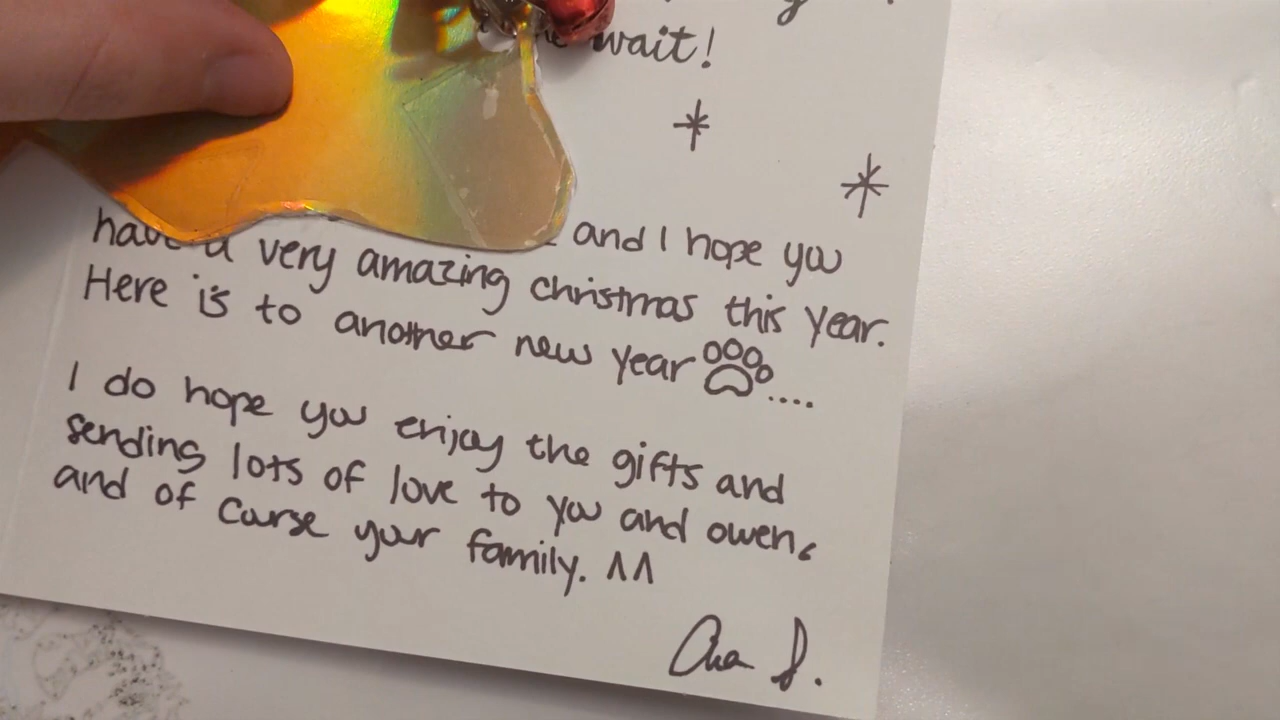 wait!
have a very amazing christmas this year.
and I hope you
Here is to another new year ....
I do hope you enjoy the gifts and
sending lots of love to you and owen,
and of curse your family. ^^
Ana S.